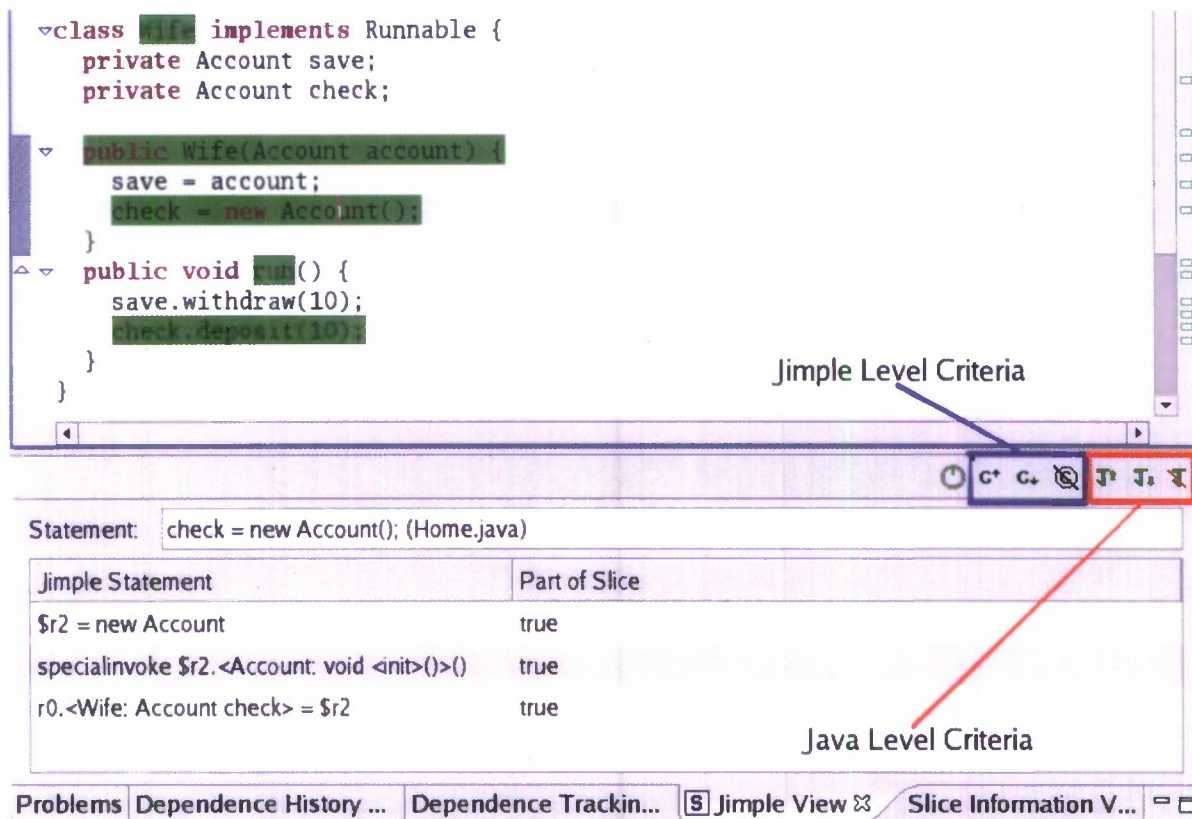 class Wife implements Runnable {
private Account save;
private Account check;
public Wife(Account account) {
save = account;
check = new Account();
}
public void run() {
save.withdraw(10);
check.deposit(10);
}
}
Jimple Level Criteria
C+ C+ C J↑ J↓ J
Statement: check = new Account(); (Home.java)
Jimple Statement Part of Slice
$r2 = new Account true
specialinvoke $r2.<Account: void <init>()>() true
r0.<Wife: Account check> = $r2 true
Java Level Criteria
Problems Dependence History ... Dependence Trackin... S Jimple View Slice Information V...